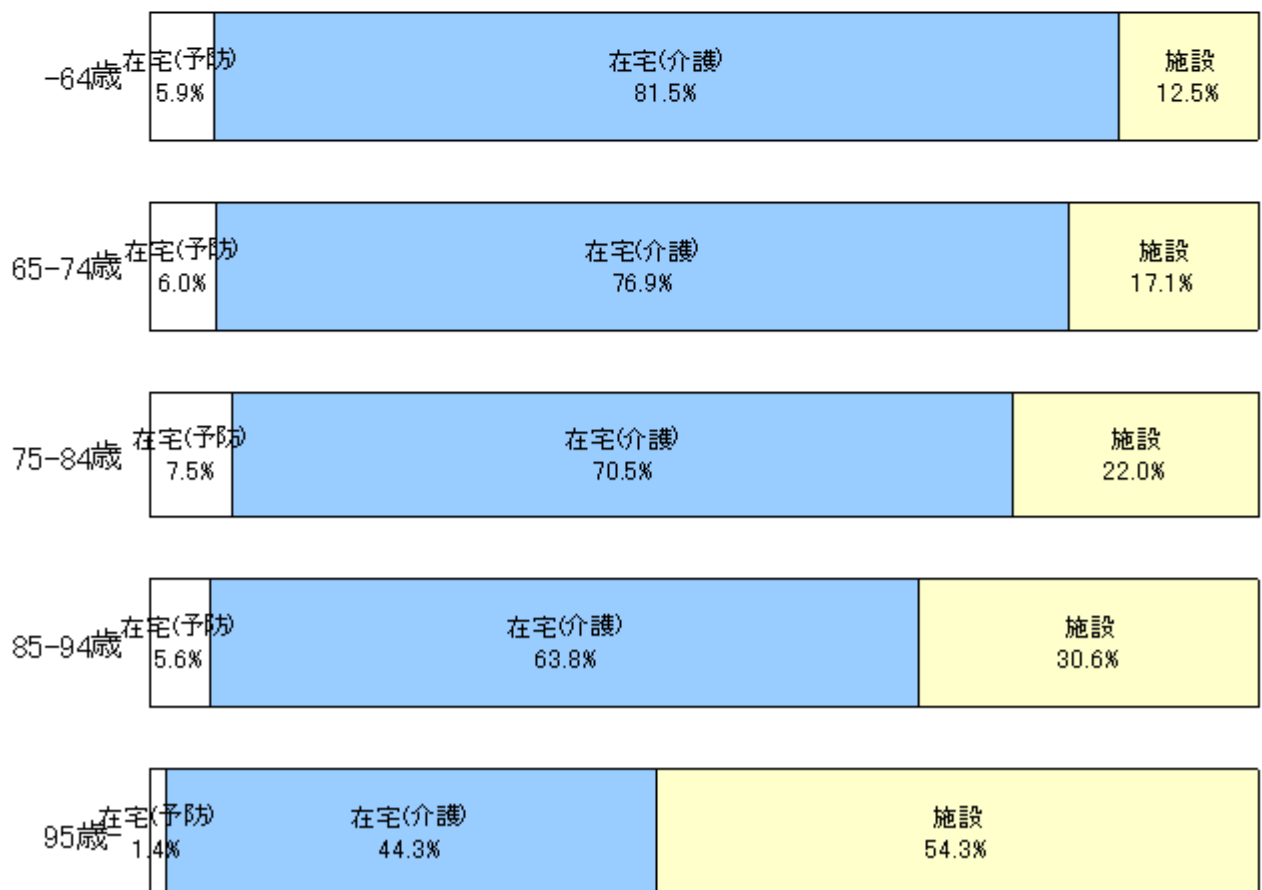 -64歳
在宅(予防)
5.9%
在宅(介護)
81.5%
施設
12.5%
65-74歳
在宅(予防)
6.0%
在宅(介護)
76.9%
施設
17.1%
75-84歳
在宅(予防)
7.5%
在宅(介護)
70.5%
施設
22.0%
85-94歳
在宅(予防)
5.6%
在宅(介護)
63.8%
施設
30.6%
95歳-
在宅(予防)
1.4%
在宅(介護)
44.3%
施設
54.3%